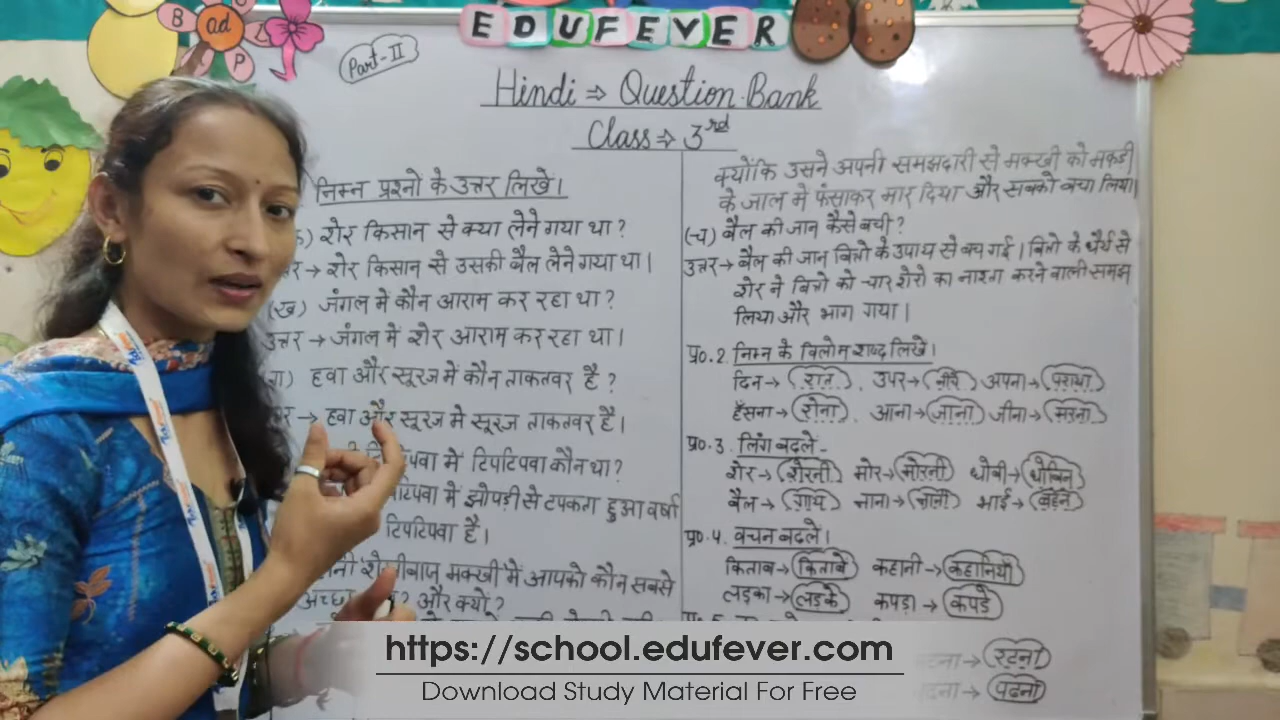 EDUFEVER
Part-II
Hindi ⇒ Question Bank
Class ⇒ 3rd
निम्न प्रश्नो के उत्तर लिखें।
शेर किसान से क्या लेने गया था?
→ शेर किसान से उसकी बैल लेने गया था।
(ख) जंगल में कौन आराम कर रहा था?
उत्तर → जंगल में शेर आराम कर रहा था।
हवा और सूरज में कौन ताकतवर है?
→ हवा और सूरज मे सूरज ताकतवर है।
में टिपटिपवा कौन था?
में झोपड़ी से टपकता हुआ वर्षा
टिपटिपवा है।
मक्खी में आपको कौन सबसे
अच्छा ? और क्यों?
क्योंकि उसने अपनी समझदारी से मक्खी को मकड़ी
के जाल में फंसाकर मार दिया और सबको बचा लिया।
(च) बैल की जान कैसे बची?
उत्तर → बैल की जान बित्तो के उपाय से बच गई। बित्तो के धैर्य से
शेर ने बित्तो को चार शेरो का नाश्ता करने वाली समझ
लिया और भाग गया।
प्र०.2 निम्न के विलोम शब्द लिखे।
दिन → रात, उपर → नीचे अपना → पराया
हँसना → रोना, आना → जाना जीना → मरना
प्र०.3. लिंग बदले -
शेर → शेरनी मोर → मोरनी धोबी → धोबिन
बैल → गाय नाना → नानी भाई → बहन
प्र०.4. वचन बदले।
किताब → किताबें कहानी → कहानियाँ
लड़का → लड़के कपड़ा → कपड़े
→ रटना
→ पढना
https://school.edufever.com
Download Study Material For Free